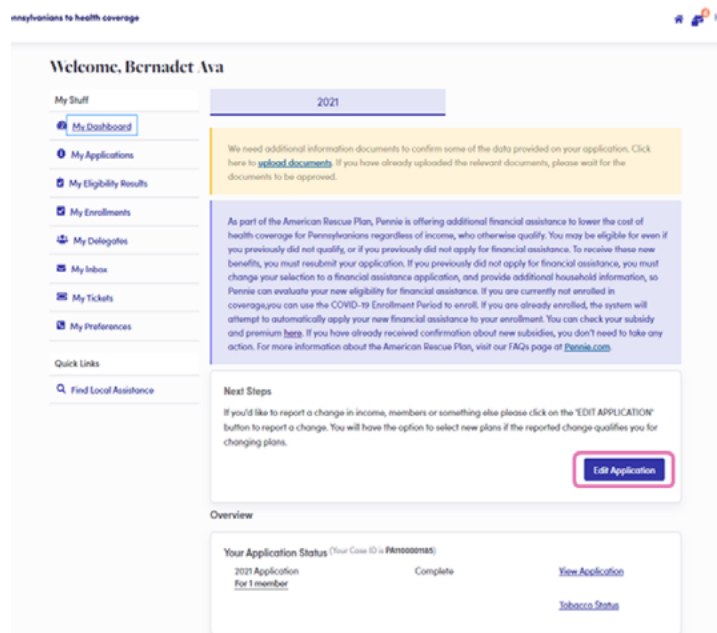 nnsylvanians to health coverage
Welcome, Bernadet Ava
My Stuff
My Dashboard
My Applications
My Eligibility Results
My Enrollments
My Delegates
My Inbox
My Tickets
My Preferences
Quick Links
Find Local Assistance
2021
We need additional information documents to confirm some of the data provided on your application. Click
here to upload documents. If you have already uploaded the relevant documents, please wait for the
documents to be approved.
As part of the American Rescue Plan, Pennie is offering additional financial assistance to lower the cost of
health coverage for Pennsylvanians regardless of income, who otherwise qualify. You may be eligible for even if
you previously did not qualify, or if you previously did not apply for financial assistance. To receive these new
benefits, you must resubmit your application. If you previously did not apply for financial assistance, you must
change your selection to a financial assistance application, and provide additional household information, so
Pennie can evaluate your new eligibility for financial assistance. If you are currently not enrolled in
coverage,you can use the COVID-19 Enrollment Period to enroll. If you are already enrolled, the system will
attempt to automatically apply your new financial assistance to your enrollment. You can check your subsidy
and premium here. If you have already received confirmation about new subsidies, you don't need to take any
action. For more information about the American Rescue Plan, visit our FAQs page at Pennie.com.
Next Steps
If you'd like to report a change in income, members or something else please click on the 'EDIT APPLICATION'
button to report a change. You will have the option to select new plans if the reported change qualifies you for
changing plans.
Edit Application
Overview
Your Application Status (Your Case ID is PA100001165)
2021 Application Complete View Application
For 1 member
Tobacco Status